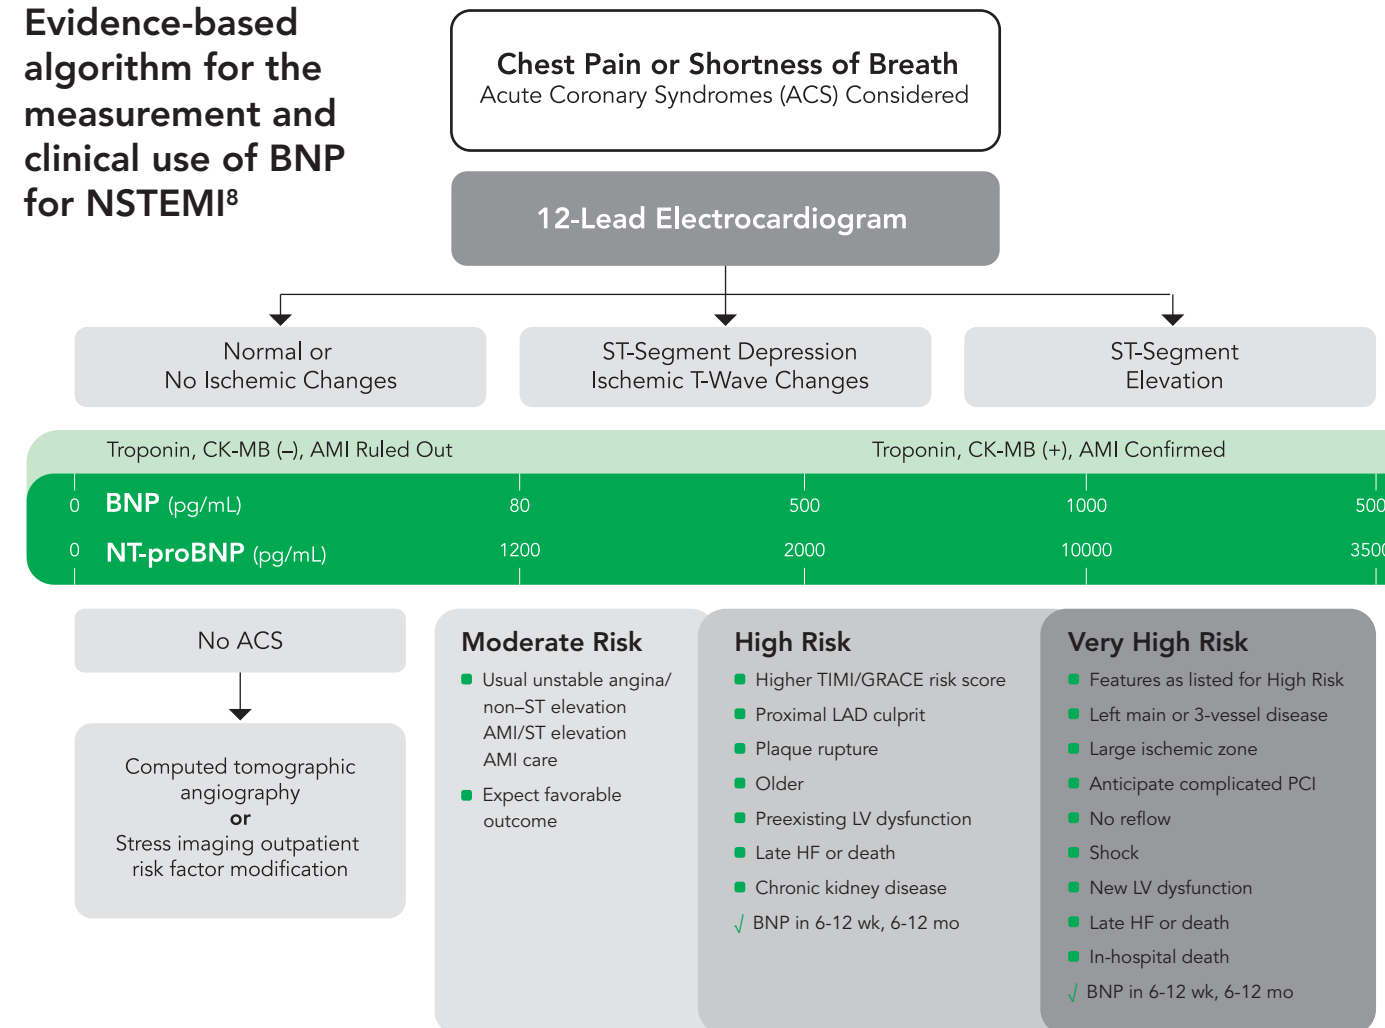 Evidence-based
algorithm for the
measurement and
clinical use of BNP
for NSTEMI⁸
Chest Pain or Shortness of Breath
Acute Coronary Syndromes (ACS) Considered
12-Lead Electrocardiogram
Normal or
No Ischemic Changes
ST-Segment Depression
Ischemic T-Wave Changes
ST-Segment
Elevation
Troponin, CK-MB (–), AMI Ruled Out
Troponin, CK-MB (+), AMI Confirmed
0 BNP (pg/mL) 80 500 1000 500
0 NT-proBNP (pg/mL) 1200 2000 10000 3500
No ACS
Computed tomographic
angiography
or
Stress imaging outpatient
risk factor modification
Moderate Risk
Usual unstable angina/
non–ST elevation
AMI/ST elevation
AMI care
Expect favorable
outcome
High Risk
Higher TIMI/GRACE risk score
Proximal LAD culprit
Plaque rupture
Older
Preexisting LV dysfunction
Late HF or death
Chronic kidney disease
√ BNP in 6-12 wk, 6-12 mo
Very High Risk
Features as listed for High Risk
Left main or 3-vessel disease
Large ischemic zone
Anticipate complicated PCI
No reflow
Shock
New LV dysfunction
Late HF or death
In-hospital death
√ BNP in 6-12 wk, 6-12 mo